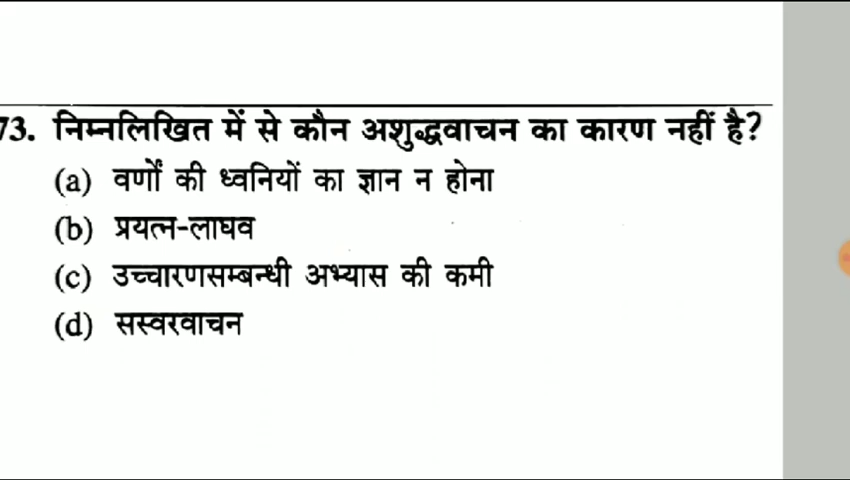 73. निम्नलिखित में से कौन अशुद्धवाचन का कारण नहीं है?
(a) वर्णों की ध्वनियों का ज्ञान न होना
(b) प्रयत्न-लाघव
(c) उच्चारणसम्बन्धी अभ्यास की कमी
(d) सस्वरवाचन